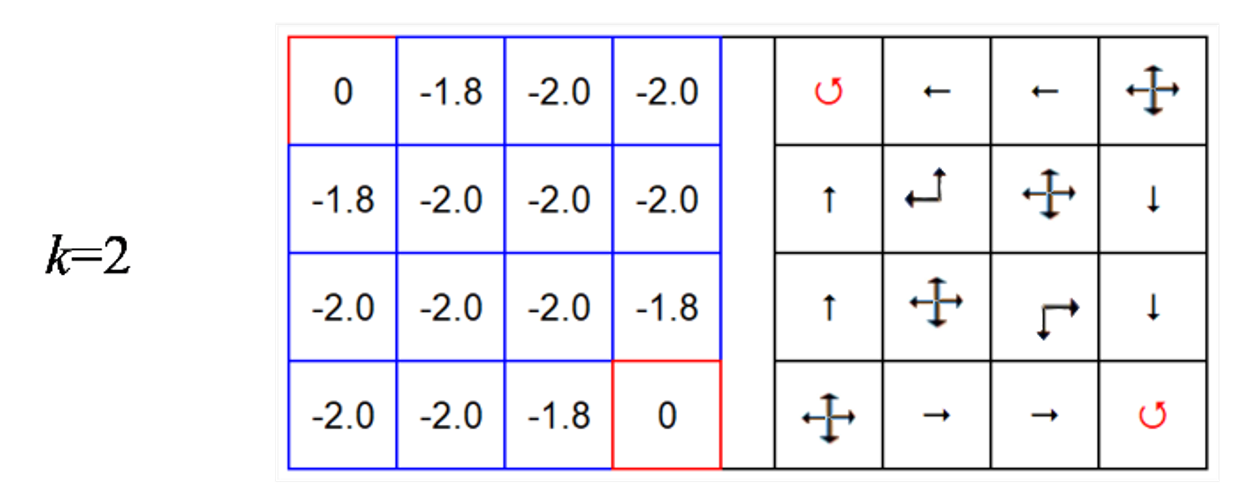 0 -1.8 -2.0 -2.0 ↺ ← ←
-1.8 -2.0 -2.0 -2.0 ↑ ↓
k=2
-2.0 -2.0 -2.0 -1.8 ↑ ↓
-2.0 -2.0 -1.8 0 → → ↺